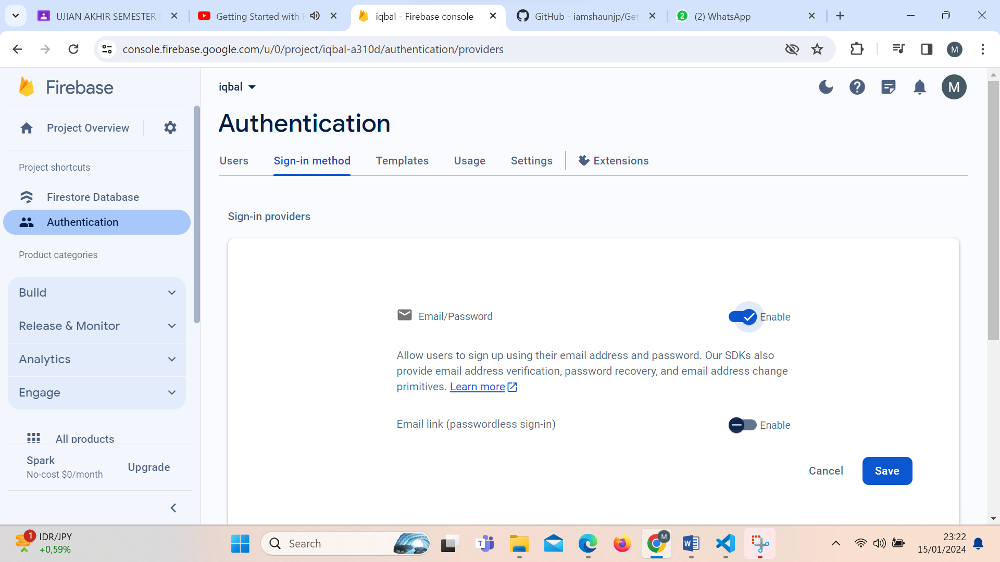 UJIAN AKHIR SEMESTER
Getting Started with
iqbal - Firebase console
GitHub - iamshaunjp/Get
2
(2) WhatsApp
console.firebase.google.com/u/0/project/iqbal-a310d/authentication/providers
M
Firebase
iqbal
M
Project Overview
Authentication
Users
Sign-in method
Templates
Usage
Settings
Extensions
Project shortcuts
Firestore Database
Authentication
Product categories
Build
Release & Monitor
Analytics
Engage
All products
Spark
No-cost $0/month
Upgrade
Sign-in providers
Email/Password
Enable
Allow users to sign up using their email address and password. Our SDKs also
provide email address verification, password recovery, and email address change
primitives. Learn more
Email link (passwordless sign-in)
Enable
Cancel
Save
1
IDR/JPY
+0,59%
Search
T
M
W
23:22
15/01/2024